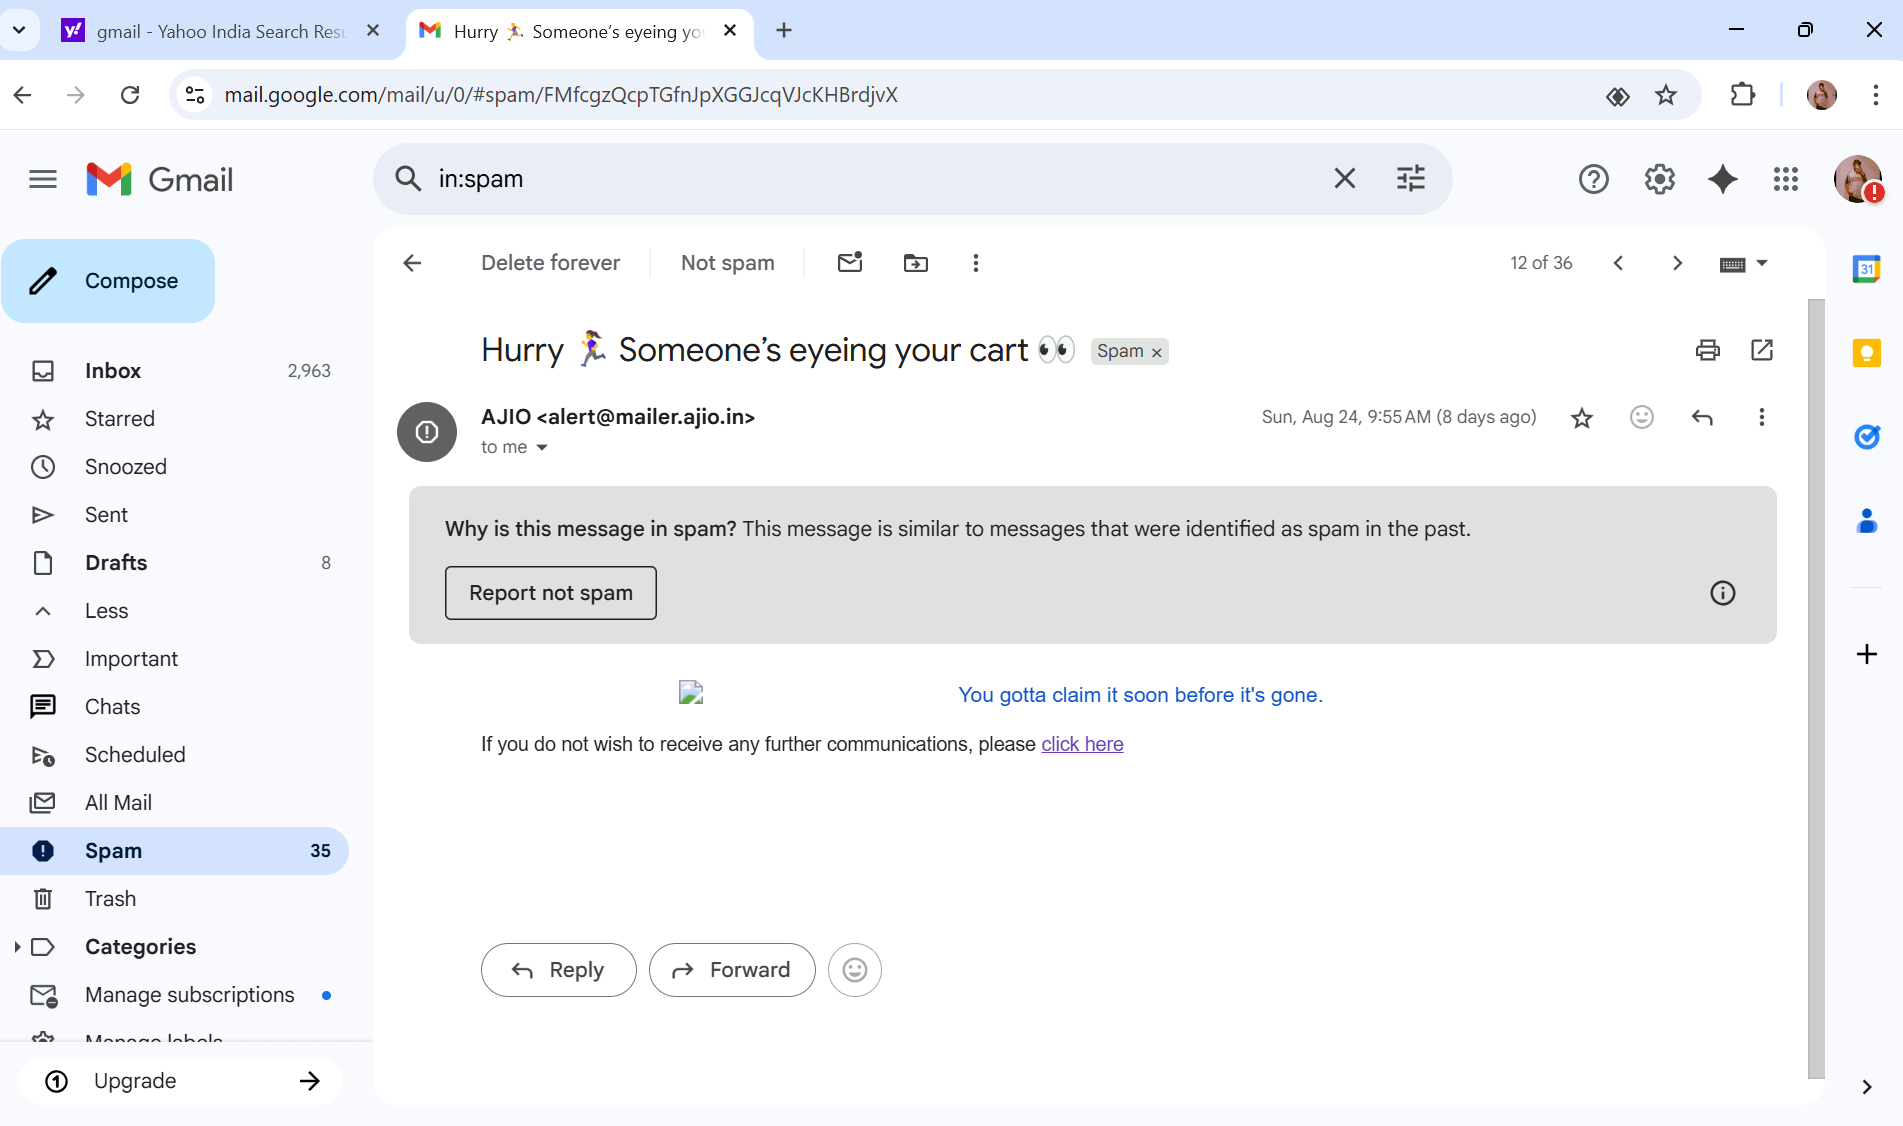 gmail - Yahoo India Search Resu
Hurry 🏃‍♀️ Someone's eyeing yo
mail.google.com/mail/u/0/#spam/FMfcgzQcpTGfnJpXGGJcqVJcKHBrdjvX
Gmail
in:spam
Compose
Delete forever
Not spam
12 of 36
31
Inbox 2,963
Starred
Snoozed
Sent
Drafts 8
Less
Important
Chats
Scheduled
All Mail
Spam 35
Trash
Categories
Manage subscriptions
Manage labels
Upgrade
Hurry 🏃‍♀️ Someone's eyeing your cart 👀 Spam ×
AJIO <alert@mailer.ajio.in>
Sun, Aug 24, 9:55 AM (8 days ago)
to me
Why is this message in spam? This message is similar to messages that were identified as spam in the past.
Report not spam
You gotta claim it soon before it's gone.
If you do not wish to receive any further communications, please click here
Reply
Forward